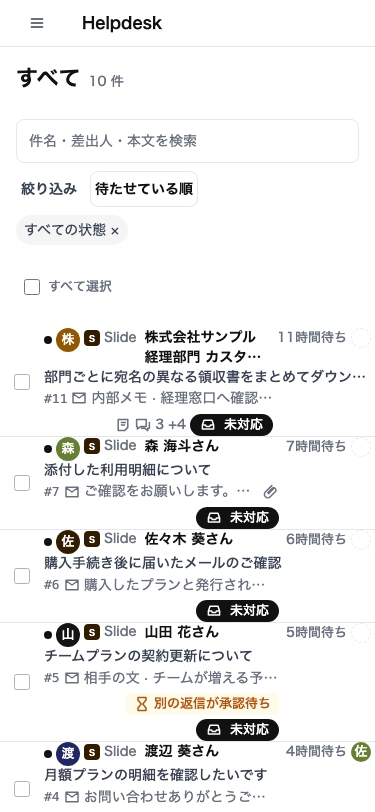 Helpdesk
すべて 10 件
件名・差出人・本文を検索
絞り込み 待たせている順
すべての状態 ×
すべて選択
株 S Slide 株式会社サンプル 11時間待ち
経理部門 カスタ…
部門ごとに宛名の異なる領収書をまとめてダウン…
#11 内部メモ · 経理窓口へ確認…
3 +4 未対応
森 S Slide 森 海斗さん 7時間待ち
添付した利用明細について
#7 ご確認をお願いします。…
未対応
佐 S Slide 佐々木 葵さん 6時間待ち
購入手続き後に届いたメールのご確認
#6 購入したプランと発行され…
未対応
山 S Slide 山田 花さん 5時間待ち
チームプランの契約更新について
#5 相手の文 · チームが増える予…
別の返信が承認待ち
未対応
渡 S Slide 渡辺 葵さん 4時間待ち 佐
月額プランの明細を確認したいです
#4 お問い合わせありがとうご…